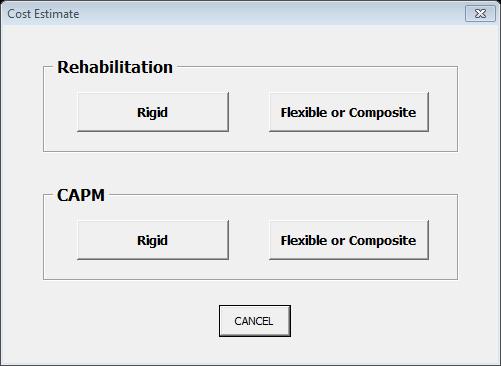 Cost Estimate
Rehabilitation
Rigid
Flexible or Composite
CAPM
Rigid
Flexible or Composite
CANCEL